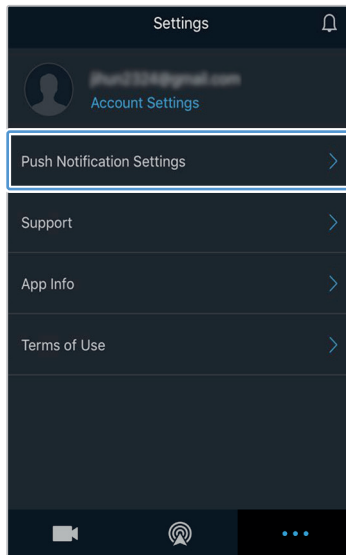 Settings
Account Settings
Push Notification Settings
Support
App Info
Terms of Use